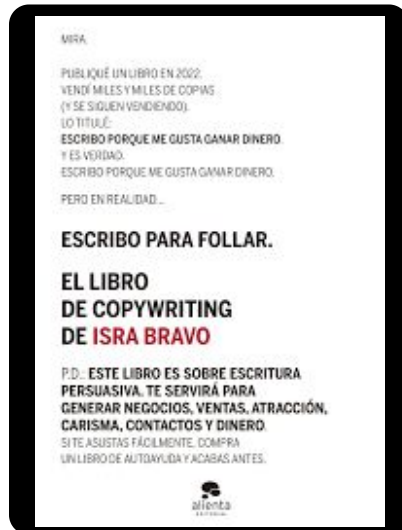 MIRA.
PUBLIQUÉ UN LIBRO EN 2022.
VENDÍ MILES Y MILES DE COPIAS
(Y SE SIGUEN VENDIENDO).
LO TITULÉ:
ESCRIBO PORQUE ME GUSTA GANAR DINERO.
Y ES VERDAD.
ESCRIBO PORQUE ME GUSTA GANAR DINERO.
PERO EN REALIDAD...
ESCRIBO PARA FOLLAR.
EL LIBRO
DE COPYWRITING
DE ISRA BRAVO
P.D.: ESTE LIBRO ES SOBRE ESCRITURA
PERSUASIVA. TE SERVIRÁ PARA
GENERAR NEGOCIOS, VENTAS, ATRACCIÓN,
CARISMA, CONTACTOS Y DINERO.
SI TE ASUSTAS FÁCILMENTE, COMPRA
UN LIBRO DE AUTOAYUDA Y ACABAS ANTES.
alienta
EDITORIAL